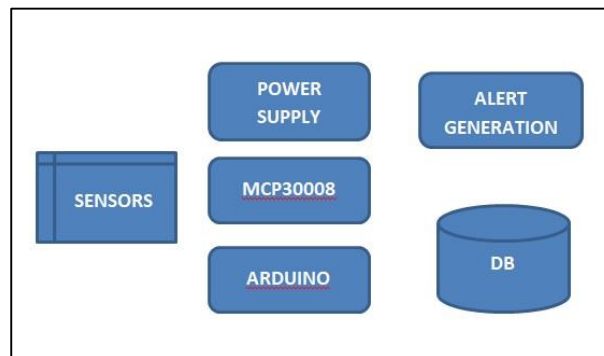 POWER
SUPPLY
ALERT
GENERATION
SENSORS
MCP30008
ARDUINO
DB